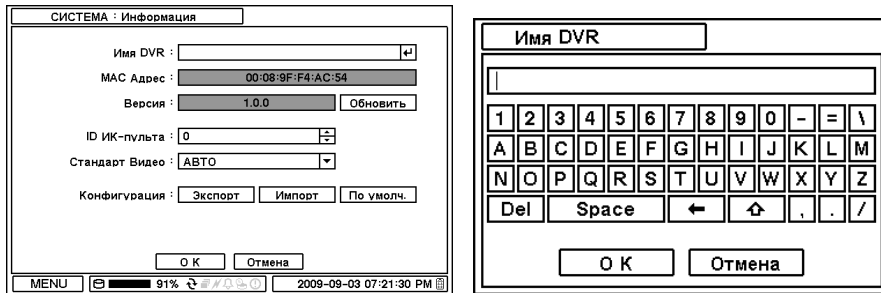 СИСТЕМА : Информация
Имя DVR :
MAC Адрес : 00:08:9F:F4:AC:54
Версия : 1.0.0 Обновить
ID ИК-пульта : 0
Стандарт Видео : АВТО
Конфигурация : Экспорт Импорт По умолч.
О К Отмена
MENU 91% 2009-09-03 07:21:30 PM
Имя DVR
1 2 3 4 5 6 7 8 9 0 - = \
A B C D E F G H I J K L M
N O P Q R S T U V W X Y Z
Del Space ← ⇧ , . /
О К Отмена